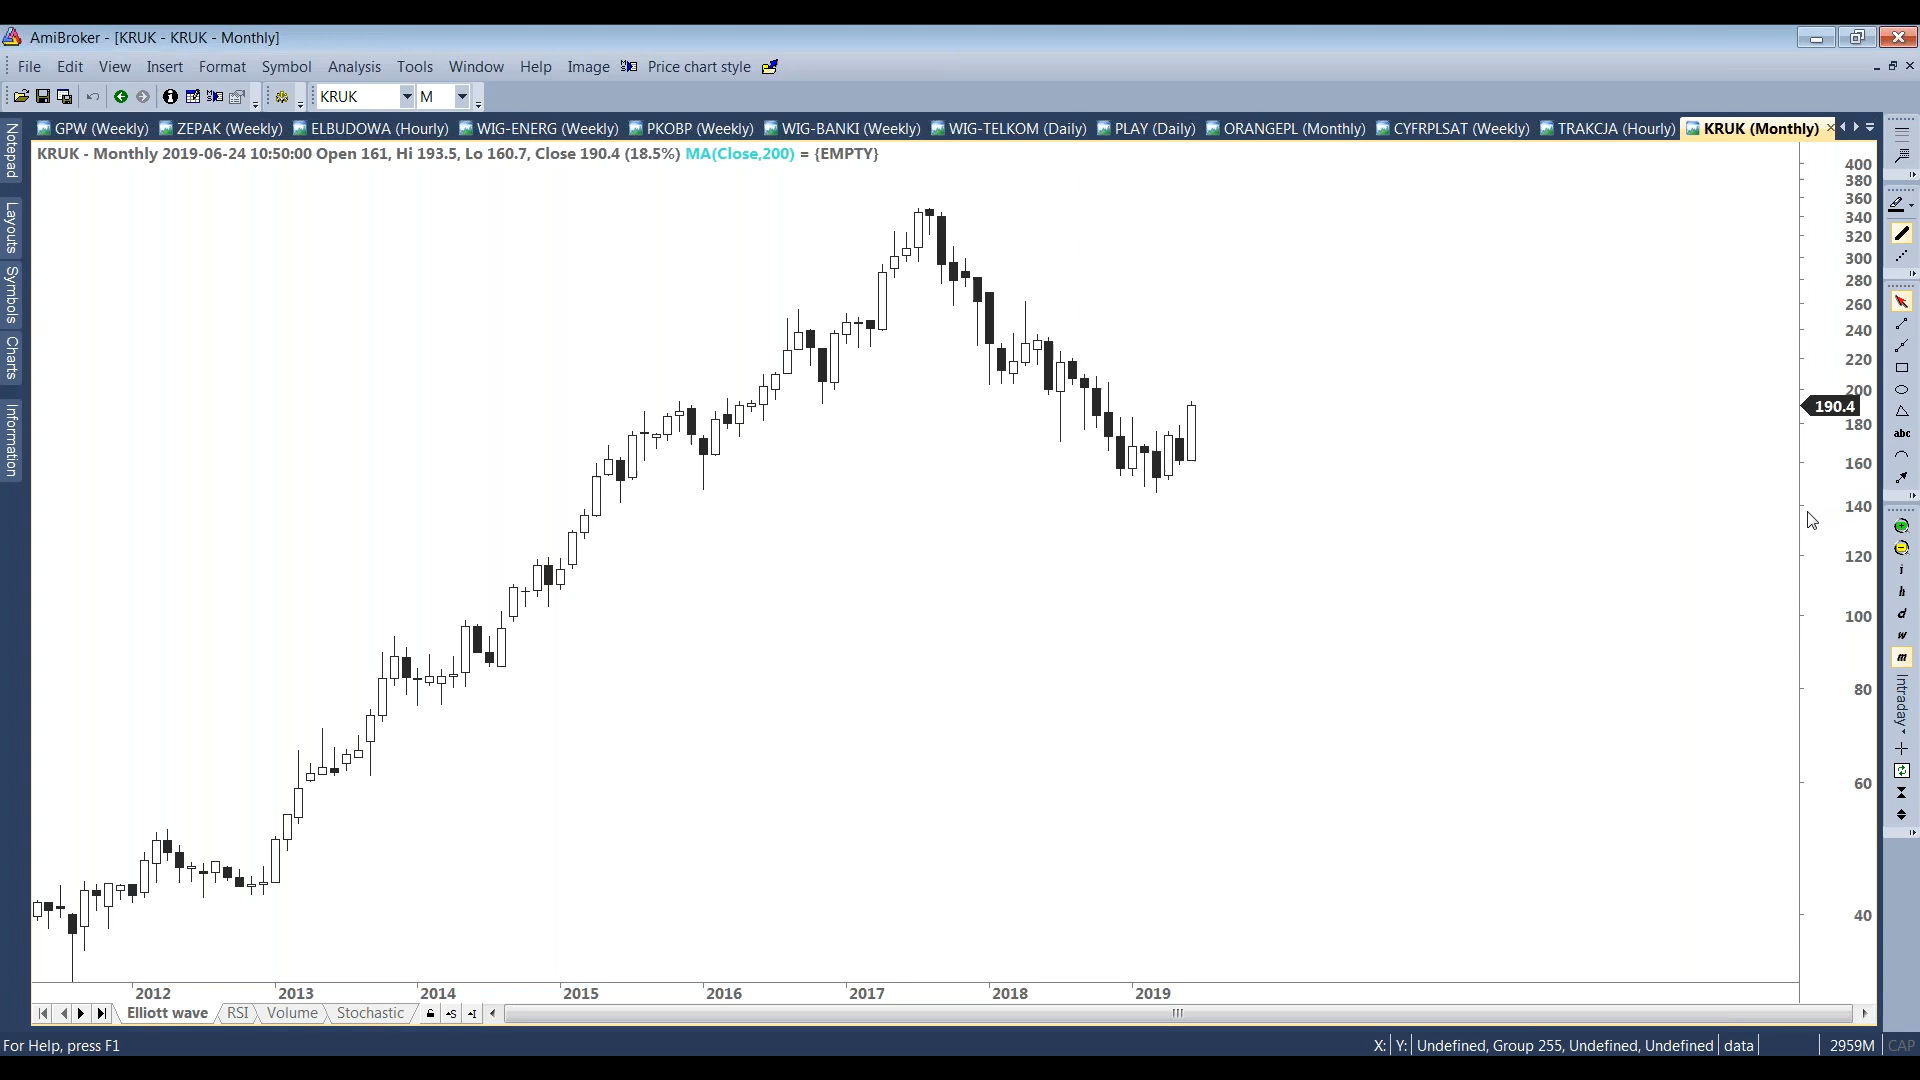 AmiBroker - [KRUK - KRUK - Monthly]
File Edit View Insert Format Symbol Analysis Tools Window Help Image Price chart style
KRUK M
GPW (Weekly) ZEPAK (Weekly) ELBUDOWA (Hourly) WIG-ENERG (Weekly) PKOBP (Weekly) WIG-BANKI (Weekly) WIG-TELKOM (Daily) PLAY (Daily) ORANGEPL (Monthly) CYFRPLSAT (Weekly) TRAKCJA (Hourly) KRUK (Monthly)
KRUK - Monthly 2019-06-24 10:50:00 Open 161, Hi 193.5, Lo 160.7, Close 190.4 (18.5%) MA(Close,200) = {EMPTY}
Notepad
Layouts
Symbols
Charts
Information
400
380
360
340
320
300
280
260
240
220
200
190.4
180
160
140
120
100
80
60
40
abc
i
h
d
w
m
Intraday
2012 2013 2014 2015 2016 2017 2018 2019
Elliott wave RSI Volume Stochastic
For Help, press F1
X: Y: Undefined, Group 255, Undefined, Undefined data 2959M CAP